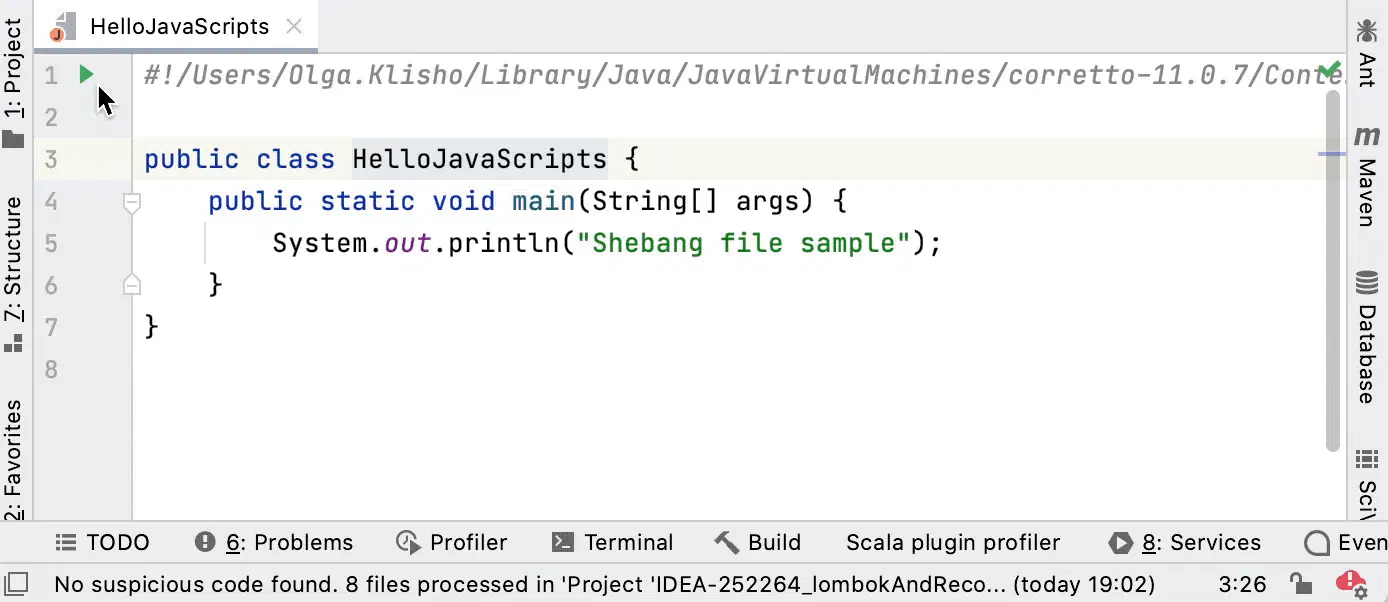 HelloJavaScripts
1: Project
7: Structure
2: Favorites
1 #!/Users/Olga.Klisho/Library/Java/JavaVirtualMachines/corretto-11.0.7/Conte
2
3 public class HelloJavaScripts {
4 public static void main(String[] args) {
5 System.out.println("Shebang file sample");
6 }
7 }
8
Ant
m
Maven
Database
SciV
TODO 6: Problems Profiler Terminal Build Scala plugin profiler 8: Services Even
No suspicious code found. 8 files processed in 'Project 'IDEA-252264_lombokAndReco... (today 19:02) 3:26